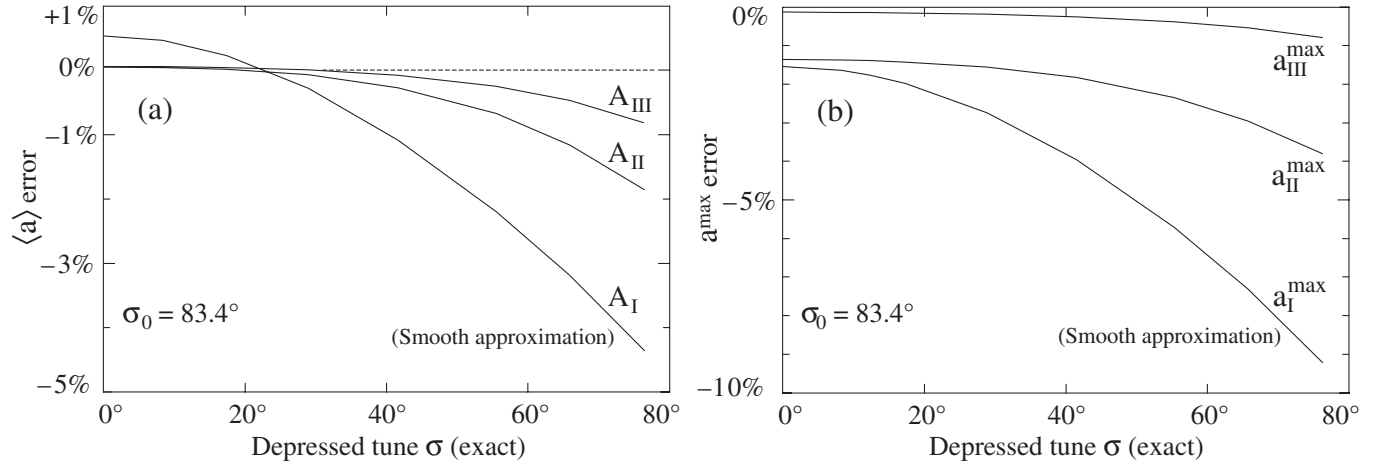 +1%
0%
−1%
−3%
−5%
⟨a⟩ error
(a)
A_III
A_II
A_I
σ_0 = 83.4°
(Smooth approximation)
0° 20° 40° 60° 80°
Depressed tune σ (exact)
0%
−5%
−10%
a^max error
(b)
a_III^max
a_II^max
a_I^max
σ_0 = 83.4°
(Smooth approximation)
0° 20° 40° 60° 80°
Depressed tune σ (exact)